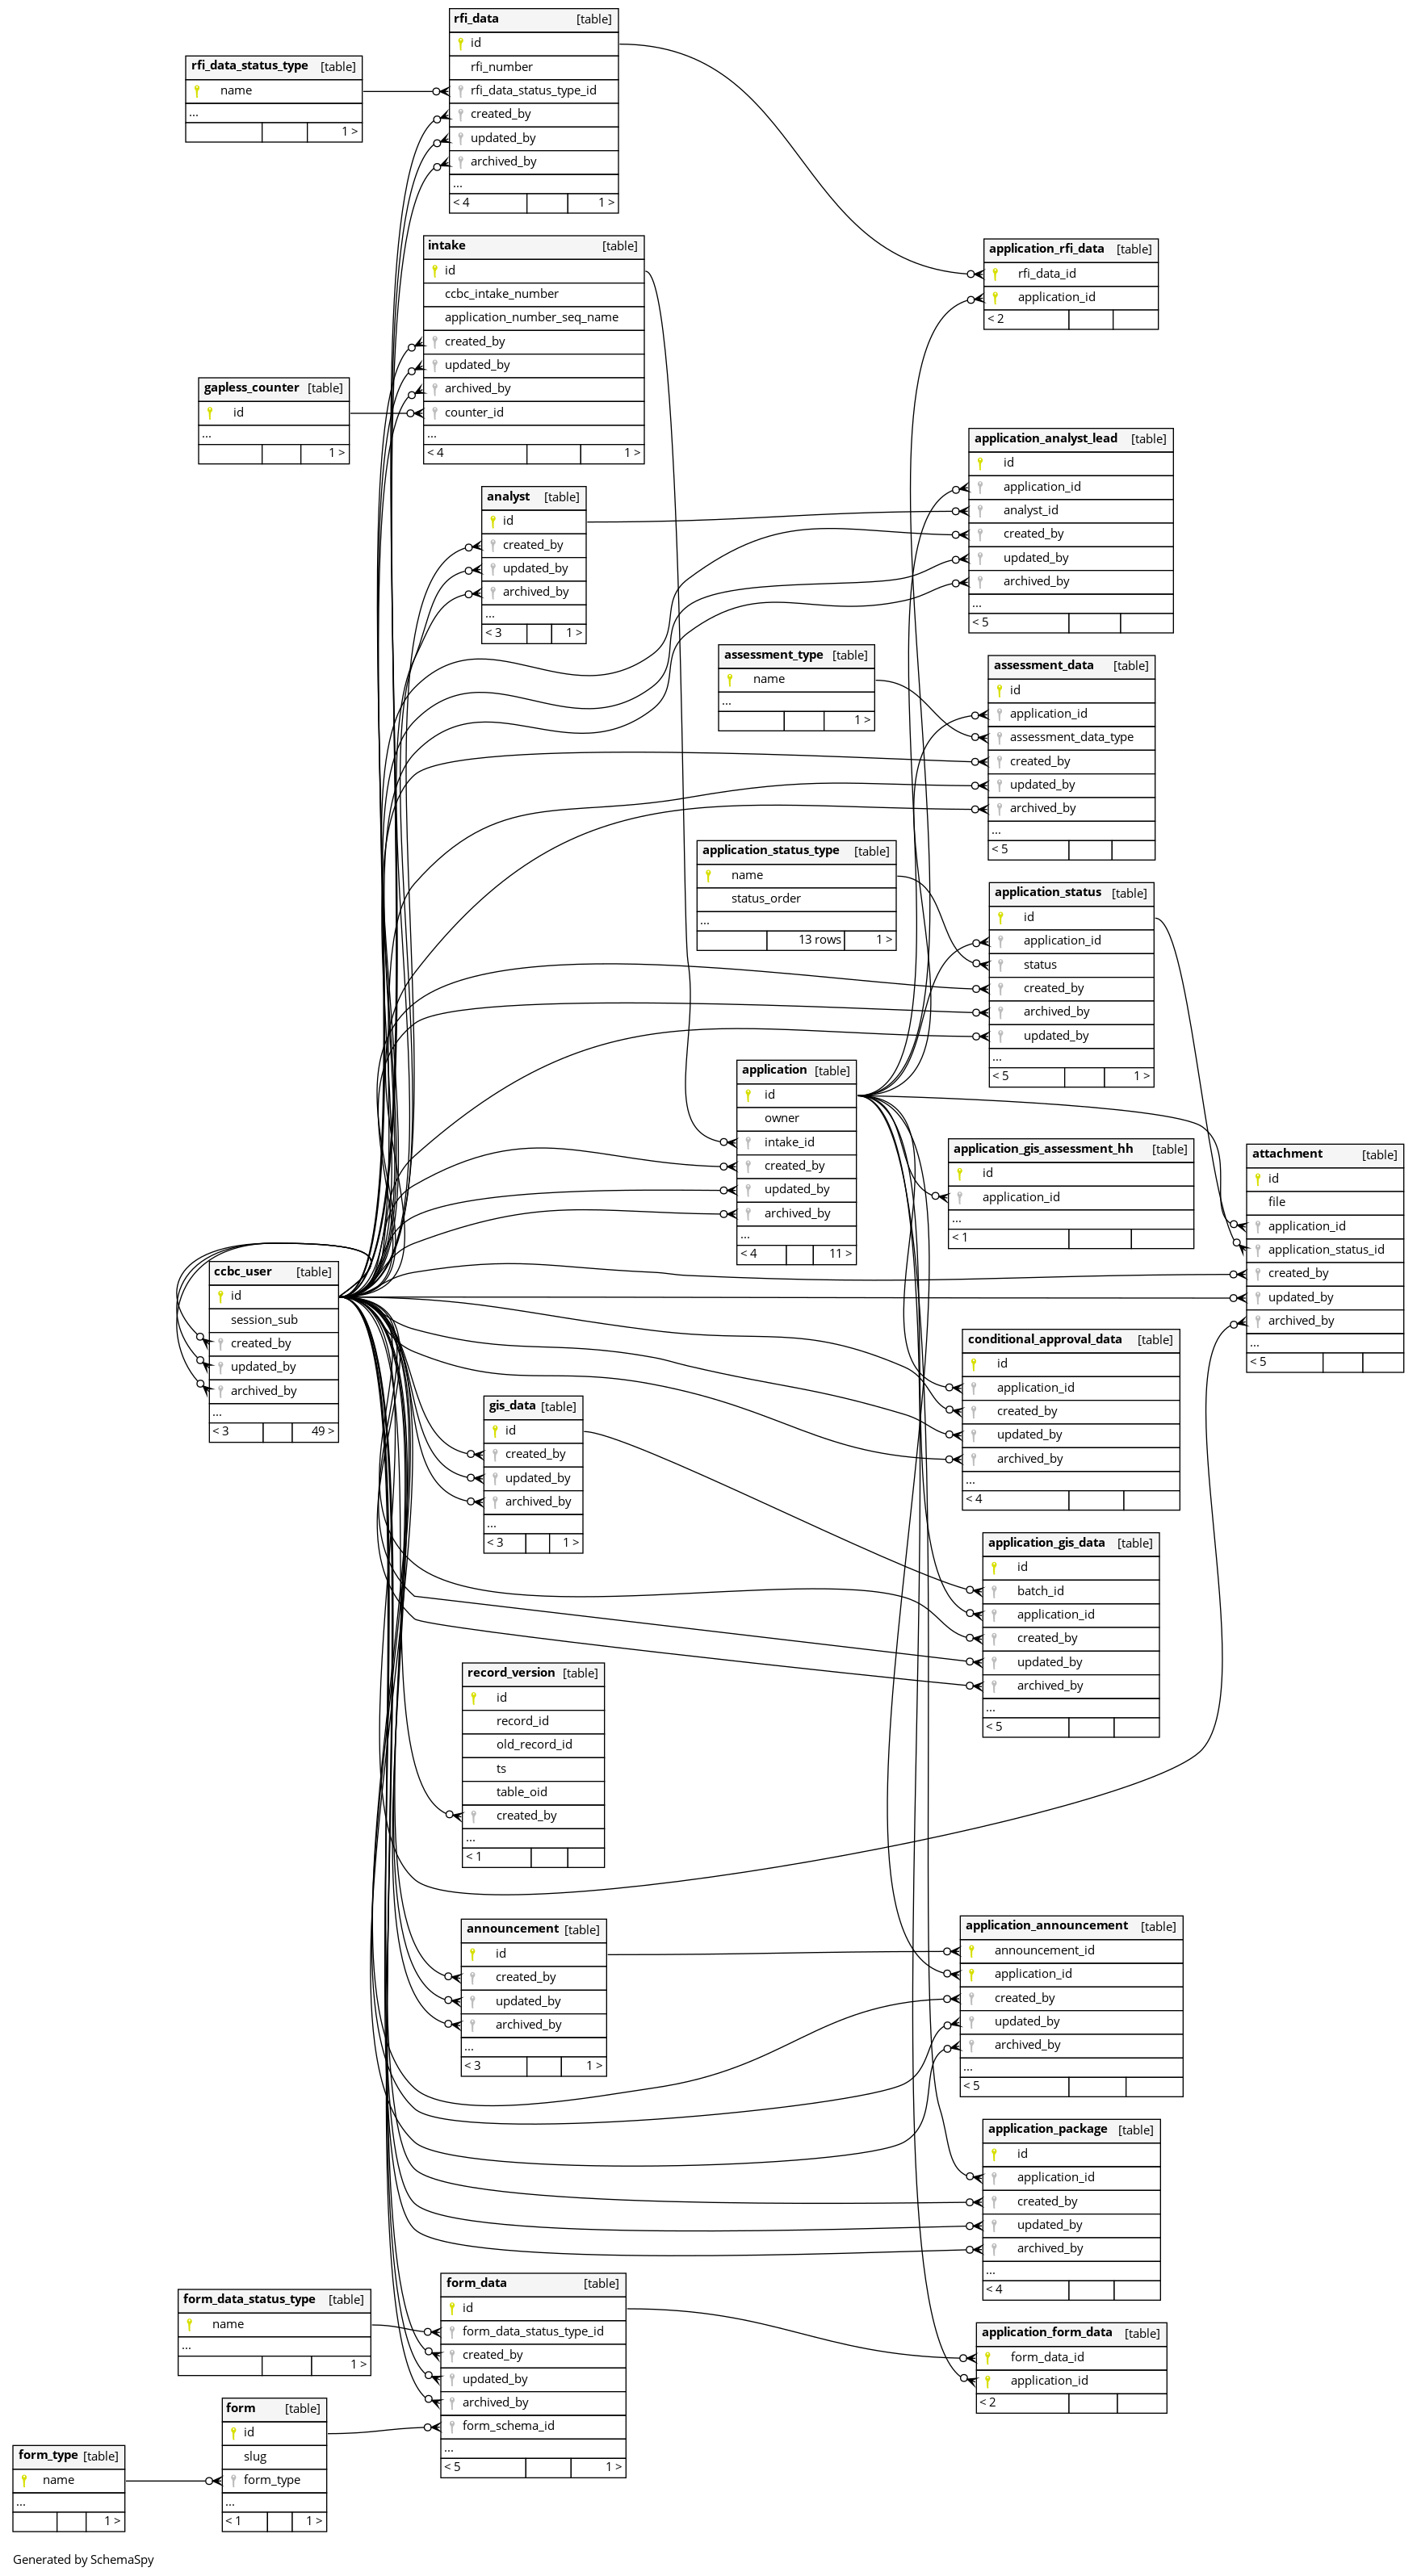 rfi_data [table]
id
rfi_number
rfi_data_status_type_id
created_by
updated_by
archived_by
...
< 4 1 >
rfi_data_status_type [table]
name
...
1 >
intake [table]
id
ccbc_intake_number
application_number_seq_name
created_by
updated_by
archived_by
counter_id
...
< 4 1 >
application_rfi_data [table]
rfi_data_id
application_id
< 2
gapless_counter [table]
id
...
1 >
application_analyst_lead [table]
id
application_id
analyst_id
created_by
updated_by
archived_by
...
< 5
analyst [table]
id
created_by
updated_by
archived_by
...
< 3 1 >
assessment_type [table]
name
...
1 >
assessment_data [table]
id
application_id
assessment_data_type
created_by
updated_by
archived_by
...
< 5
application_status_type [table]
name
status_order
...
13 rows 1 >
application_status [table]
id
application_id
status
created_by
archived_by
updated_by
...
< 5 1 >
application [table]
id
owner
intake_id
created_by
updated_by
archived_by
...
< 4 11 >
application_gis_assessment_hh [table]
id
application_id
...
< 1
attachment [table]
id
file
application_id
application_status_id
created_by
updated_by
archived_by
...
< 5
ccbc_user [table]
id
session_sub
created_by
updated_by
archived_by
...
< 3 49 >
conditional_approval_data [table]
id
application_id
created_by
updated_by
archived_by
...
< 4
gis_data [table]
id
created_by
updated_by
archived_by
...
< 3 1 >
application_gis_data [table]
id
batch_id
application_id
created_by
updated_by
archived_by
...
< 5
record_version [table]
id
record_id
old_record_id
ts
table_oid
created_by
...
< 1
announcement [table]
id
created_by
updated_by
archived_by
...
< 3 1 >
application_announcement [table]
announcement_id
application_id
created_by
updated_by
archived_by
...
< 5
application_package [table]
id
application_id
created_by
updated_by
archived_by
...
< 4
form_data [table]
id
form_data_status_type_id
created_by
updated_by
archived_by
form_schema_id
...
< 5 1 >
form_data_status_type [table]
name
...
1 >
application_form_data [table]
form_data_id
application_id
< 2
form [table]
id
slug
form_type
...
< 1 1 >
form_type [table]
name
...
1 >
Generated by SchemaSpy